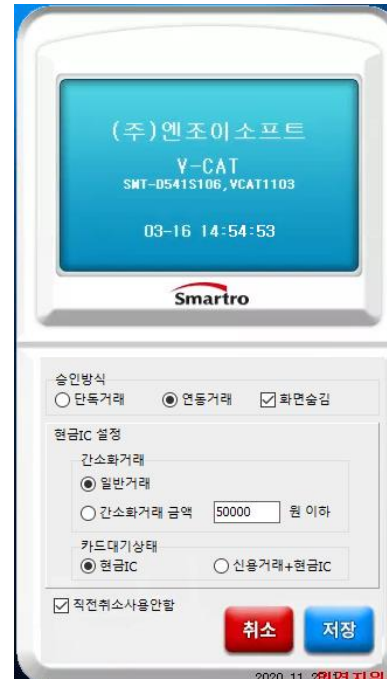 (주)엔조이소프트
V-CAT
SMT-D541S106,VCAT1103
03-16 14:54:53
Smartro
승인방식
단독거래 연동거래 화면숨김
현금IC 설정
간소화거래
일반거래
간소화거래 금액 50000 원 이하
카드대기상태
현금IC 신용거래+현금IC
직전취소사용안함
취소 저장
2020.11.